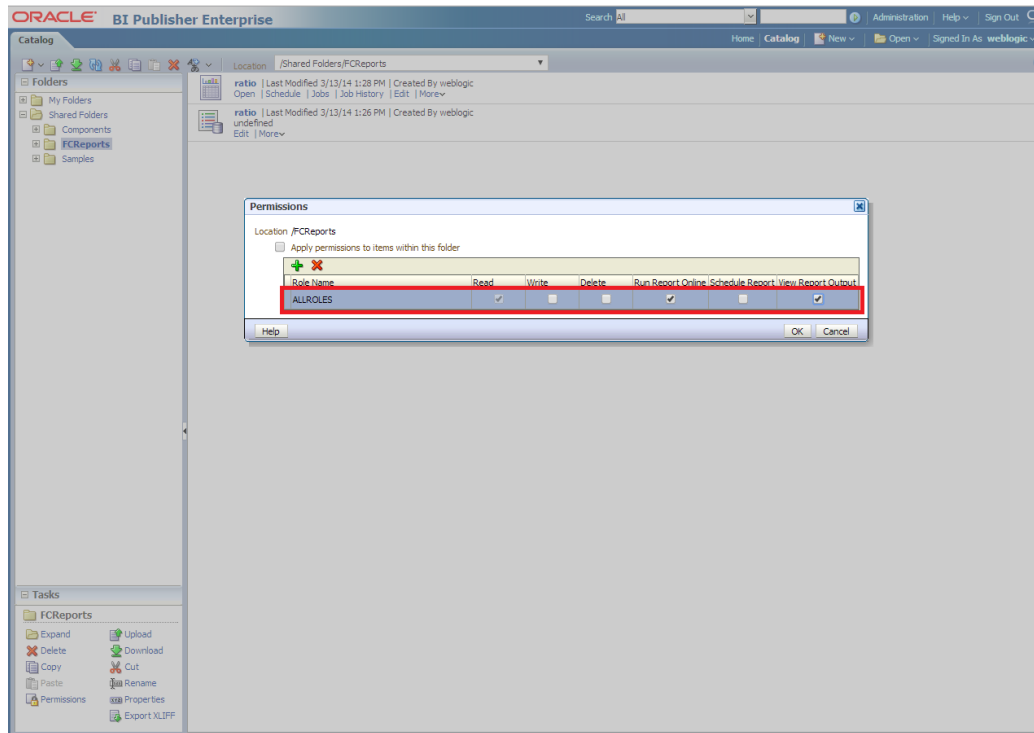 ORACLE BI Publisher Enterprise Search All Administration Help Sign Out
Catalog Home Catalog New Open Signed In As weblogic
Location /Shared Folders/FCReports
Folders
My Folders
Shared Folders
Components
FCReports
Samples
ratio | Last Modified 3/13/14 1:28 PM | Created By weblogic
Open | Schedule | Jobs | Job History | Edit | More
ratio | Last Modified 3/13/14 1:26 PM | Created By weblogic
undefined
Edit | More
Permissions
Location /FCReports
Apply permissions to items within this folder
Role Name Read Write Delete Run Report Online Schedule Report View Report Output
ALLROLES
Help OK Cancel
Tasks
FCReports
Expand Upload
Delete Download
Copy Cut
Paste Rename
Permissions Properties
Export XLIFF